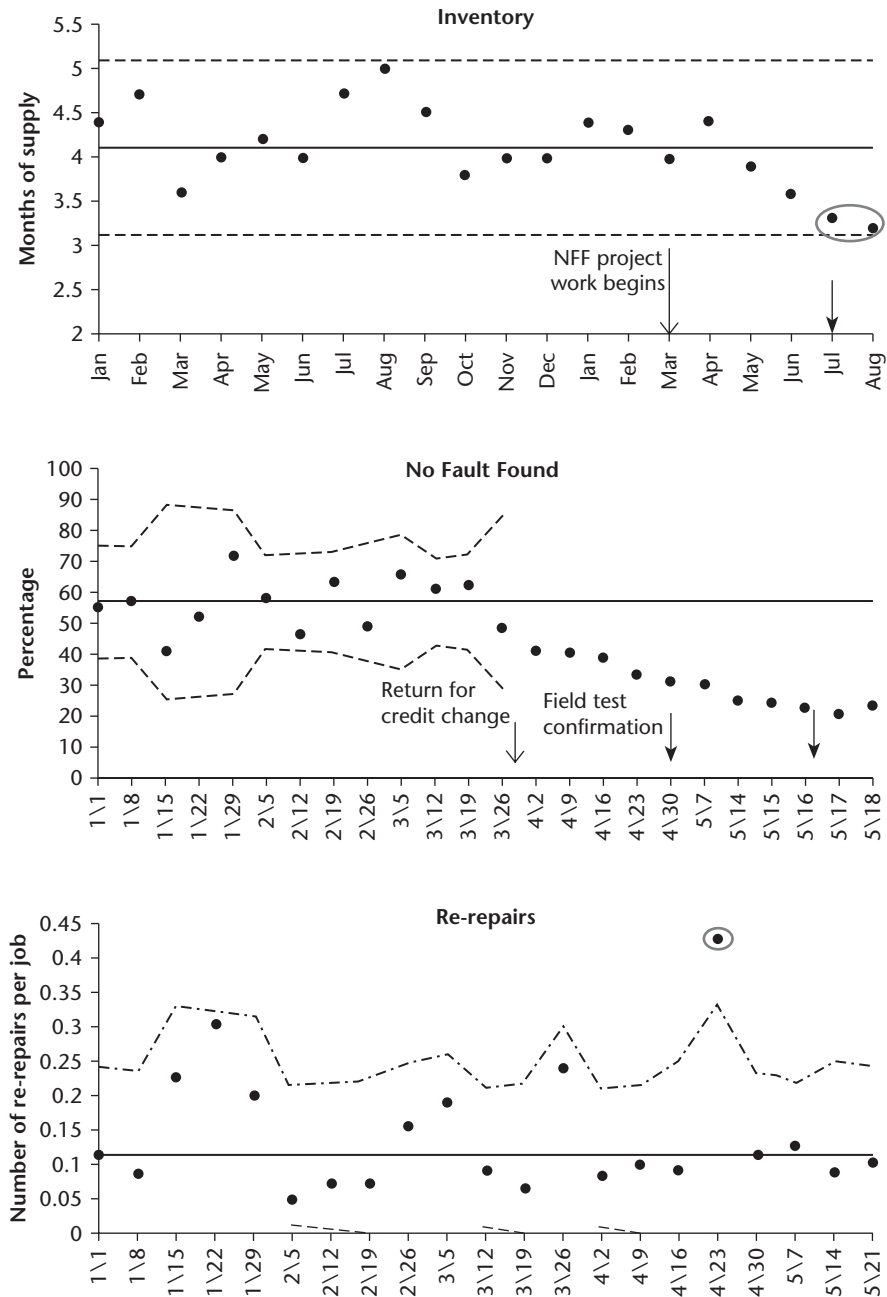 Inventory
Months of supply
5.5
5
4.5
4
3.5
3
2.5
2
NFF project
work begins
Jan
Feb
Mar
Apr
May
Jun
Jul
Aug
Sep
Oct
Nov
Dec
Jan
Feb
Mar
Apr
May
Jun
Jul
Aug
No Fault Found
Percentage
100
90
80
70
60
50
40
30
20
10
0
Return for
credit change
Field test
confirmation
1\1
1\8
1\15
1\22
1\29
2\5
2\12
2\19
2\26
3\5
3\12
3\19
3\26
4\2
4\9
4\16
4\23
4\30
5\7
5\14
5\15
5\16
5\17
5\18
Re-repairs
Number of re-repairs per job
0.45
0.4
0.35
0.3
0.25
0.2
0.15
0.1
0.05
0
1\1
1\8
1\15
1\22
1\29
2\5
2\12
2\19
2\26
3\5
3\12
3\19
3\26
4\2
4\9
4\16
4\23
4\30
5\7
5\14
5\21